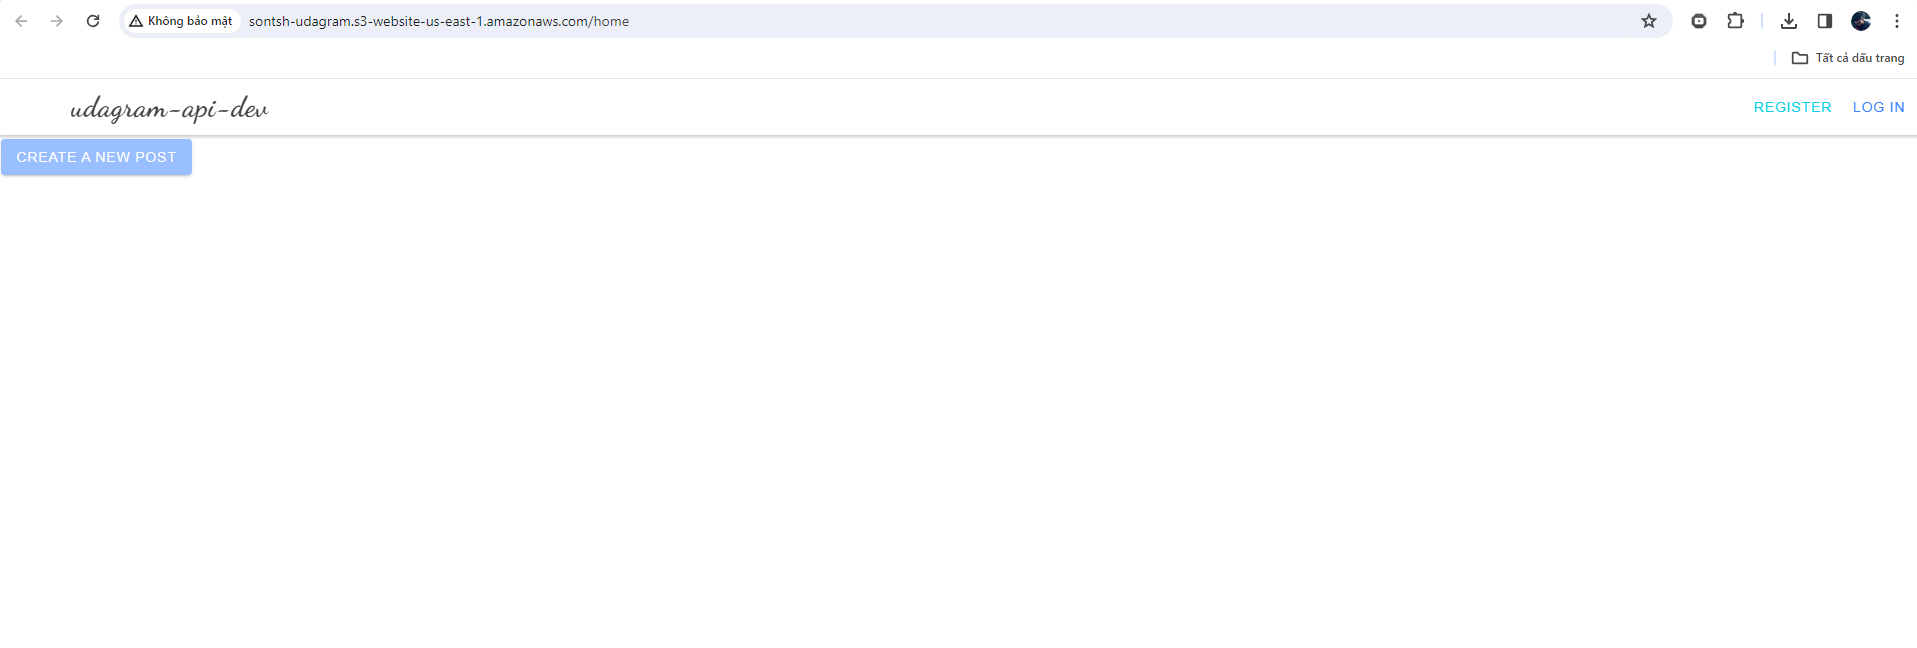 Không bảo mật sontsh-udagram.s3-website-us-east-1.amazonaws.com/home
Tất cả dấu trang
udagram-api-dev REGISTER LOG IN
CREATE A NEW POST